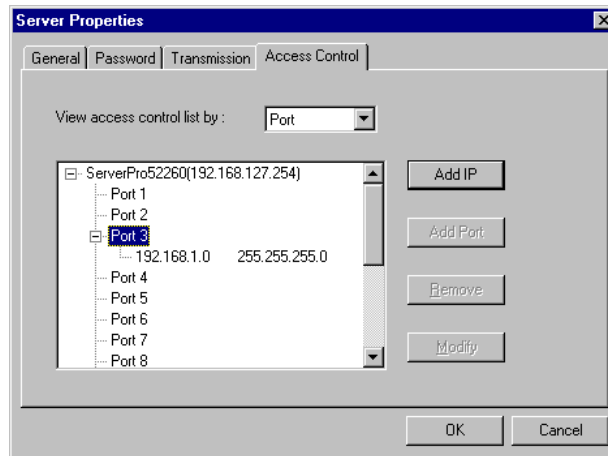 Server Properties
General Password Transmission Access Control
View access control list by : Port
ServerPro52260(192.168.127.254)
Port 1
Port 2
Port 3
192.168.1.0 255.255.255.0
Port 4
Port 5
Port 6
Port 7
Port 8
Add IP
Add Port
Remove
Modify
OK Cancel